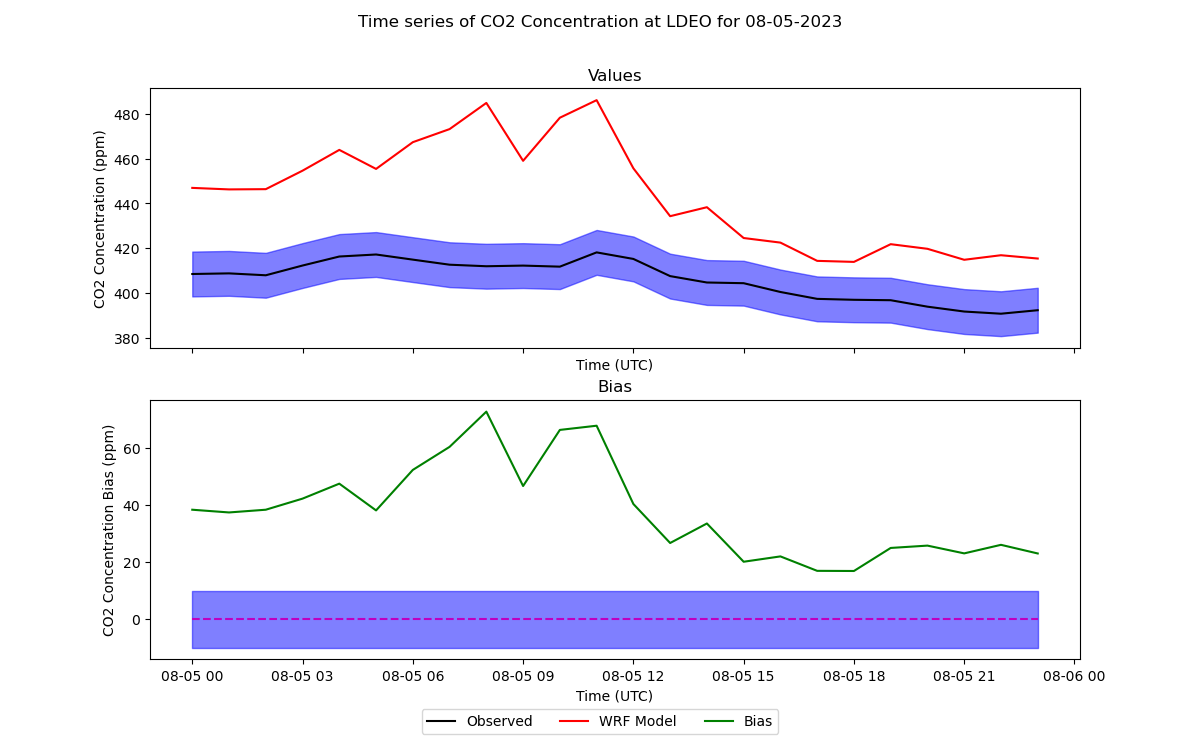 Time series of CO2 Concentration at LDEO for 08-05-2023
Values
CO2 Concentration (ppm)
480
460
440
420
400
380
Time (UTC)
Bias
CO2 Concentration Bias (ppm)
60
40
20
0
08-05 00 08-05 03 08-05 06 08-05 09 08-05 12 08-05 15 08-05 18 08-05 21 08-06 00
Time (UTC)
Observed WRF Model Bias